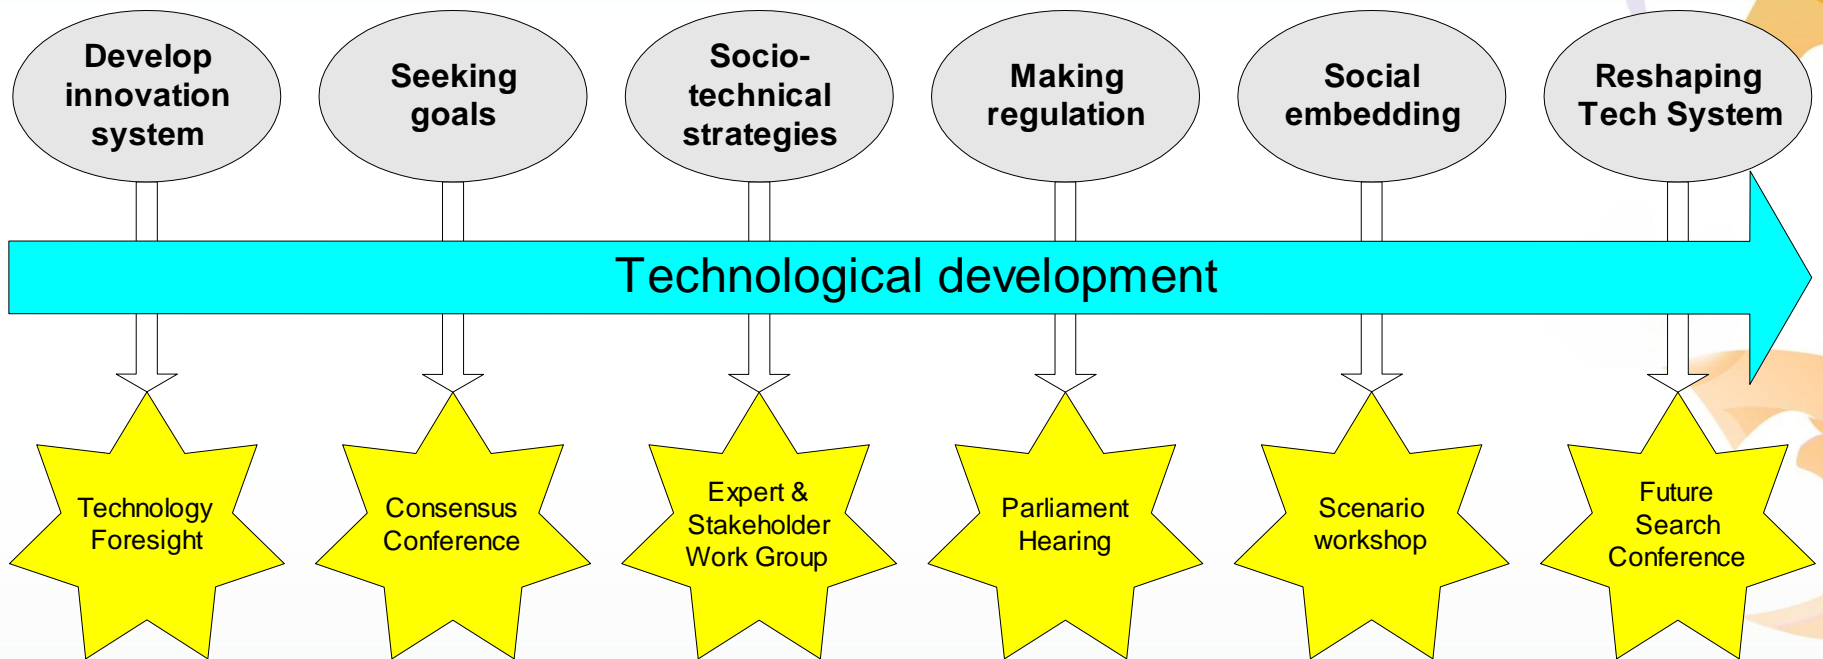 Develop
innovation
system
Seeking
goals
Socio-
technical
strategies
Making
regulation
Social
embedding
Reshaping
Tech System
Technological development
Technology
Foresight
Consensus
Conference
Expert &
Stakeholder
Work Group
Parliament
Hearing
Scenario
workshop
Future
Search
Conference